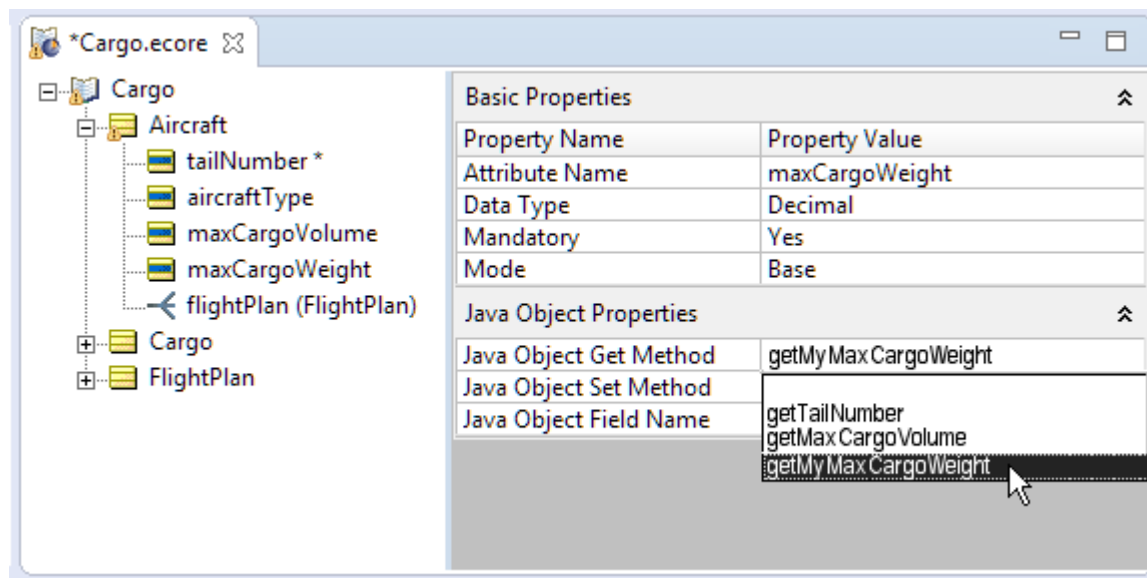 *Cargo.ecore
Cargo
Aircraft
tailNumber *
aircraftType
maxCargoVolume
maxCargoWeight
flightPlan (FlightPlan)
Cargo
FlightPlan
Basic Properties
Property Name Property Value
Attribute Name maxCargoWeight
Data Type Decimal
Mandatory Yes
Mode Base
Java Object Properties
Java Object Get Method getMyMaxCargoWeight
Java Object Set Method
Java Object Field Name
getTailNumber
getMaxCargoVolume
getMyMaxCargoWeight